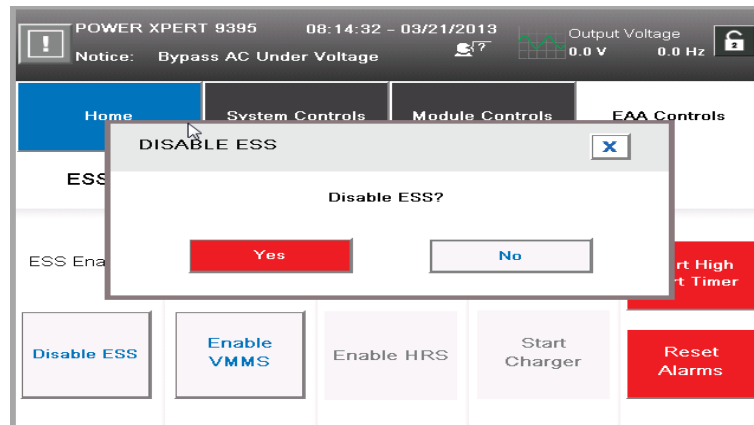 POWER XPERT 9395 08:14:32 - 03/21/2013 Output Voltage
! Notice: Bypass AC Under Voltage ? 0.0 V 0.0 Hz 2
Home System Controls Module Controls EAA Controls
DISABLE ESS X
ESS
Disable ESS?
Yes No
ESS Ena
rt High
t Timer
Disable ESS
Enable
VMMS
Enable HRS
Start
Charger
Reset
Alarms